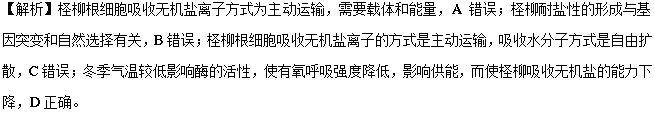 【解析】柽柳根细胞吸收无机盐离子方式为主动运输，需要载体和能量，A 错误；柽柳耐盐性的形成与基
因突变和自然选择有关，B 错误；柽柳根细胞吸收无机盐离子的方式是主动运输，吸收水分子方式是自由扩
散，C 错误；冬季气温较低影响酶的活性，使有氧呼吸强度降低，影响供能，而使柽柳吸收无机盐的能力下
降，D 正确。